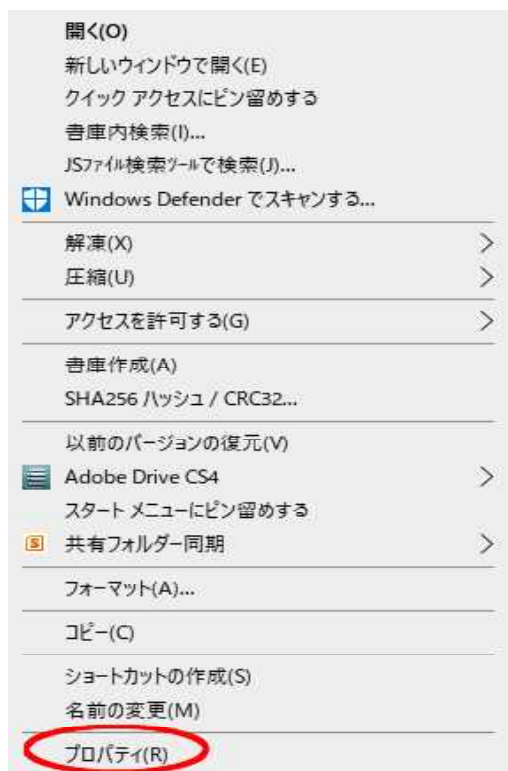 開く(O)
新しいウィンドウで開く(E)
クイック アクセスにピン留めする
書庫内検索(I)...
JSファイル検索ツールで検索(J)...
Windows Defender でスキャンする...
解凍(X)
圧縮(U)
アクセスを許可する(G)
書庫作成(A)
SHA256 ハッシュ / CRC32...
以前のバージョンの復元(V)
Adobe Drive CS4
スタート メニューにピン留めする
S 共有フォルダー同期
フォーマット(A)...
コピー(C)
ショートカットの作成(S)
名前の変更(M)
プロパティ(R)